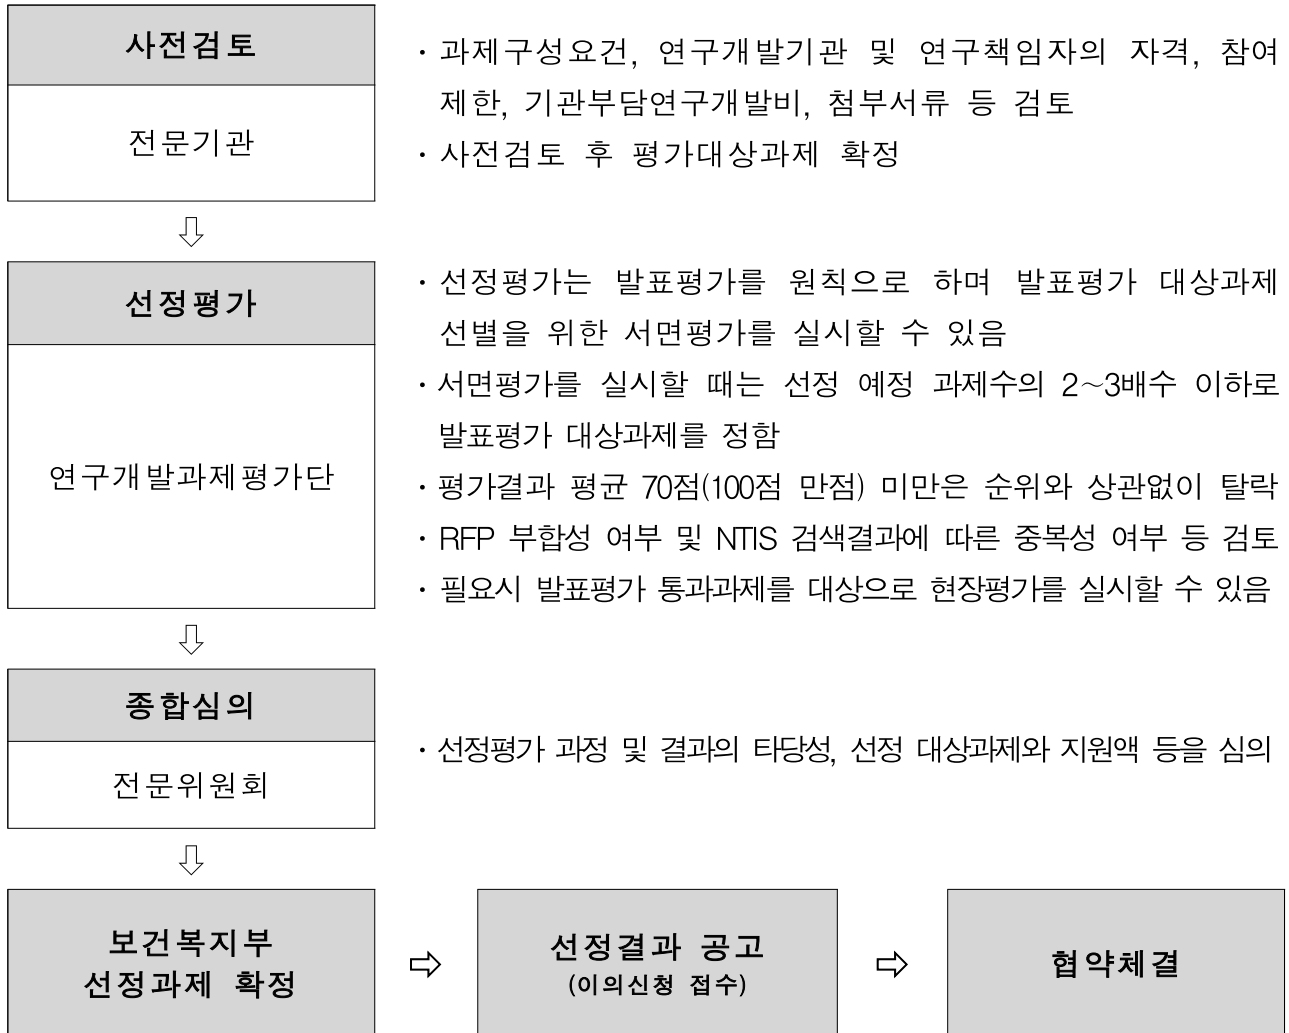 사전검토
전문기관
· 과제구성요건, 연구개발기관 및 연구책임자의 자격, 참여
제한, 기관부담연구개발비, 첨부서류 등 검토
· 사전검토 후 평가대상과제 확정
⇩
선정평가
연구개발과제평가단
· 선정평가는 발표평가를 원칙으로 하며 발표평가 대상과제
선별을 위한 서면평가를 실시할 수 있음
· 서면평가를 실시할 때는 선정 예정 과제수의 2~3배수 이하로
발표평가 대상과제를 정함
· 평가결과 평균 70점(100점 만점) 미만은 순위와 상관없이 탈락
· RFP 부합성 여부 및 NTIS 검색결과에 따른 중복성 여부 등 검토
· 필요시 발표평가 통과과제를 대상으로 현장평가를 실시할 수 있음
⇩
종합심의
전문위원회
· 선정평가 과정 및 결과의 타당성, 선정 대상과제와 지원액 등을 심의
⇩
보건복지부
선정과제 확정
⇨
선정결과 공고
(이의신청 접수)
⇨
협약체결